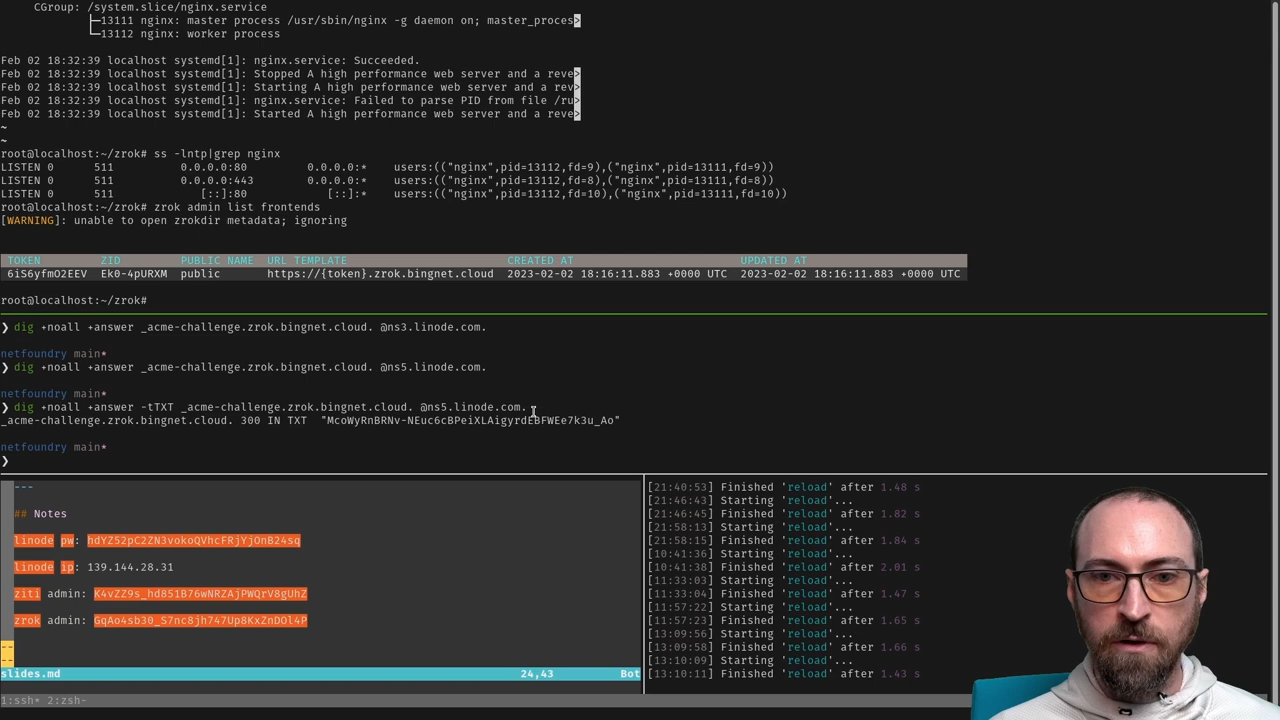 CGroup: /system.slice/nginx.service
├─13111 nginx: master process /usr/sbin/nginx -g daemon on; master_proces>
└─13112 nginx: worker process
Feb 02 18:32:39 localhost systemd[1]: nginx.service: Succeeded.
Feb 02 18:32:39 localhost systemd[1]: Stopped A high performance web server and a reve>
Feb 02 18:32:39 localhost systemd[1]: Starting A high performance web server and a rev>
Feb 02 18:32:39 localhost systemd[1]: nginx.service: Failed to parse PID from file /ru>
Feb 02 18:32:39 localhost systemd[1]: Started A high performance web server and a reve>
~
~
root@localhost:~/zrok# ss -lntp|grep nginx
LISTEN 0 511 0.0.0.0:80 0.0.0.0:* users:(("nginx",pid=13112,fd=9),("nginx",pid=13111,fd=9))
LISTEN 0 511 0.0.0.0:443 0.0.0.0:* users:(("nginx",pid=13112,fd=8),("nginx",pid=13111,fd=8))
LISTEN 0 511 [::]:80 [::]:* users:(("nginx",pid=13112,fd=10),("nginx",pid=13111,fd=10))
root@localhost:~/zrok# zrok admin list frontends
[WARNING]: unable to open zrokdir metadata; ignoring
TOKEN ZID PUBLIC NAME URL TEMPLATE CREATED AT UPDATED AT
6iS6yfmO2EEV Ek0-4pURXM public https://{token}.zrok.bingnet.cloud 2023-02-02 18:16:11.883 +0000 UTC 2023-02-02 18:16:11.883 +0000 UTC
root@localhost:~/zrok#
❯ dig +noall +answer _acme-challenge.zrok.bingnet.cloud. @ns3.linode.com.
netfoundry main*
❯ dig +noall +answer _acme-challenge.zrok.bingnet.cloud. @ns5.linode.com.
netfoundry main*
❯ dig +noall +answer -tTXT _acme-challenge.zrok.bingnet.cloud. @ns5.linode.com.
_acme-challenge.zrok.bingnet.cloud. 300 IN TXT "McoWyRnBRNv-NEuc6cBPeiXLAigyrdEBFWEe7k3u_Ao"
netfoundry main*
❯
---
## Notes
linode pw: hdYZ52pC2ZN3vokoQVhcFRjYjOnB24sq
linode ip: 139.144.28.31
ziti admin: K4vZZ9s_hd851B76wNRZAjPWQrV8gUhZ
zrok admin: GqAo4sb30_S7nc8jh747Up8KxZnDOl4P
--
--
slides.md 24,43 Bot
[21:40:53] Finished 'reload' after 1.48 s
[21:46:43] Starting 'reload'...
[21:46:45] Finished 'reload' after 1.82 s
[21:58:13] Starting 'reload'...
[21:58:15] Finished 'reload' after 1.84 s
[10:41:36] Starting 'reload'...
[10:41:38] Finished 'reload' after 2.01 s
[11:33:03] Starting 'reload'...
[11:33:04] Finished 'reload' after 1.47 s
[11:57:22] Starting 'reload'...
[11:57:23] Finished 'reload' after 1.65 s
[13:09:56] Starting 'reload'...
[13:09:58] Finished 'reload' after 1.66 s
[13:10:09] Starting 'reload'...
[13:10:11] Finished 'reload' after 1.43 s
1:ssh* 2:zsh-